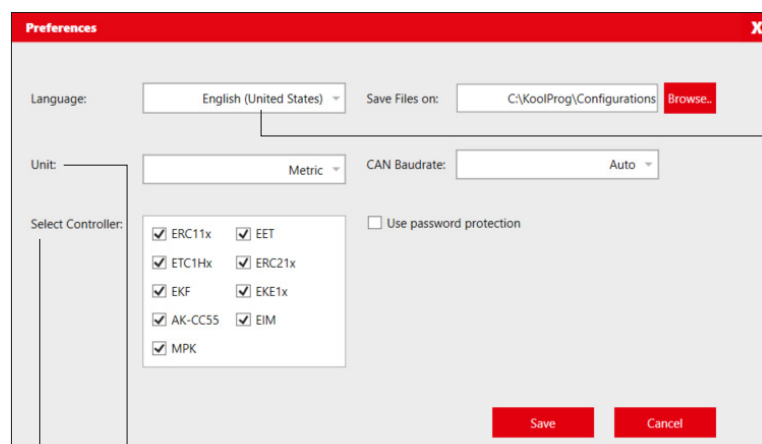 Preferences X
Language: English (United States) Save Files on: C:\KoolProg\Configurations Browse..
Unit: Metric CAN Baudrate: Auto
Select Controller: ERC11x EET Use password protection
ETC1Hx ERC21x
EKF EKE1x
AK-CC55 EIM
MPK
Save Cancel